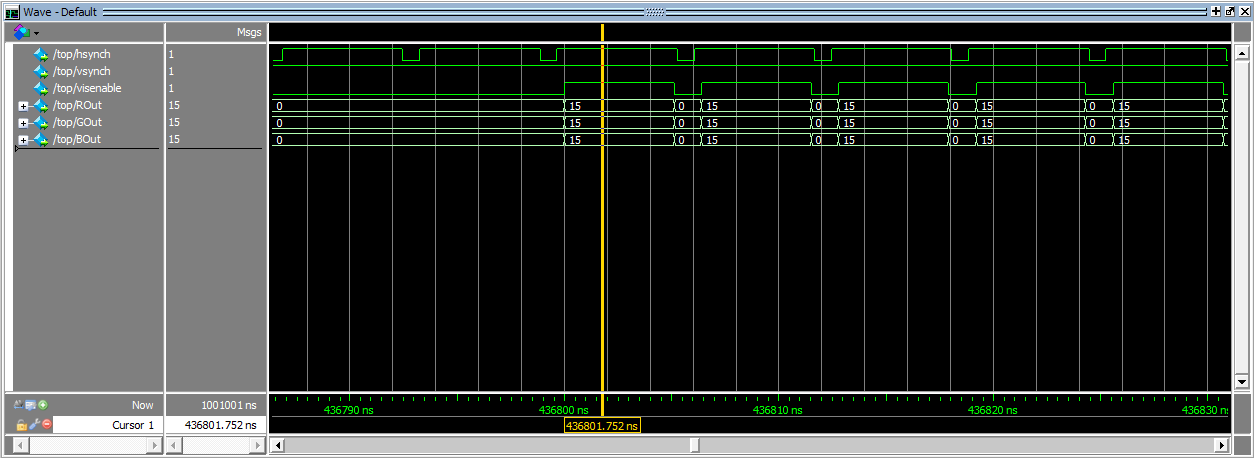 Wave - Default
Msgs
/top/hsynch 1
/top/vsynch 1
/top/visenable 1
/top/ROut 15 0 15 0 15 0 15 0 15 0 15
/top/GOut 15 0 15 0 15 0 15 0 15 0 15
/top/BOut 15 0 15 0 15 0 15 0 15 0 15
Now 1001001 ns 436790 ns 436800 ns 436810 ns 436820 ns 436830 ns
Cursor 1 436801.752 ns 436801.752 ns